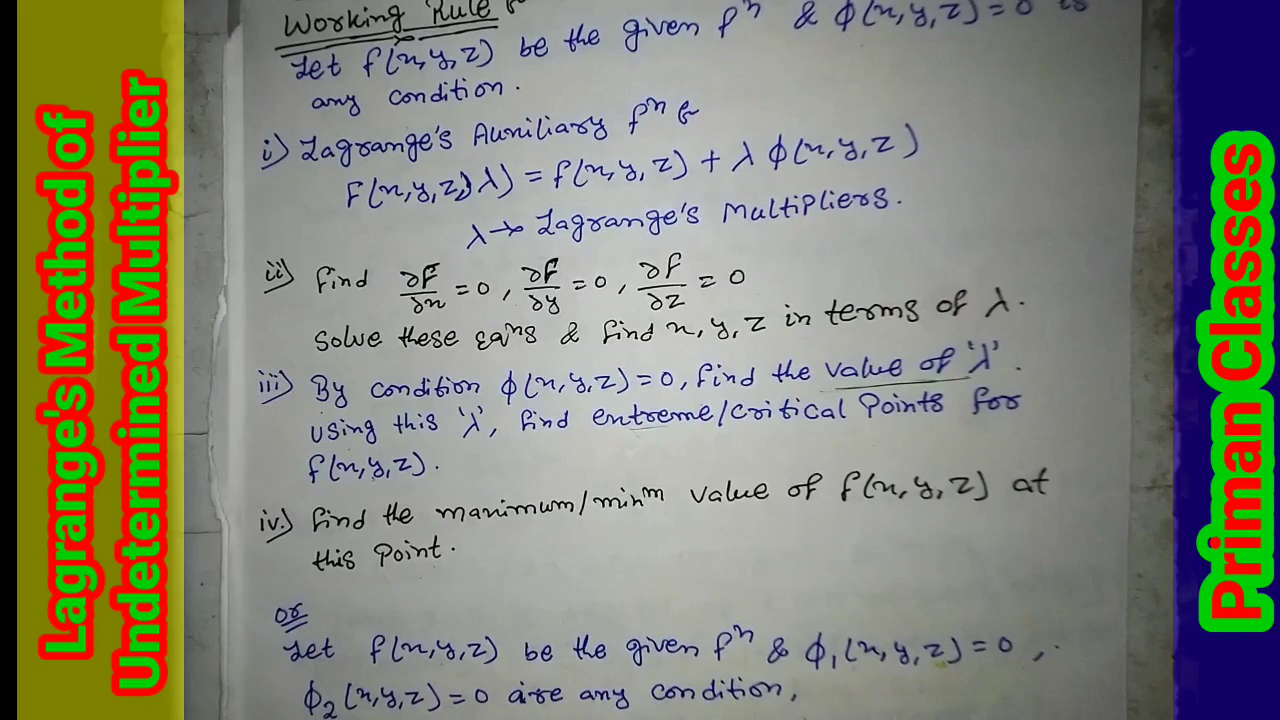 Lagrange's Method of
Undetermined Multiplier
Working Rule :-
Let f(x,y,z) be the given fⁿ & ϕ(x,y,z)=0 is
any condition.
i) Lagrange's Auxiliary fⁿ :-
F(x,y,z,λ) = f(x,y,z) + λ ϕ(x,y,z)
λ → Lagrange's Multipliers.
ii) find ∂F/∂x = 0, ∂F/∂y = 0, ∂F/∂z = 0
solve these eqⁿs & find x, y, z in terms of λ.
iii) By condition ϕ(x,y,z)=0, find the value of 'λ'.
using this 'λ', find extreme/critical Points for
f(x,y,z).
iv.) find the maximum/minᵐ value of f(x,y,z) at
this point.
or
Let f(x,y,z) be the given fⁿ & ϕ₁(x,y,z)=0,
ϕ₂(x,y,z)=0 are any condition,
Priman Classes